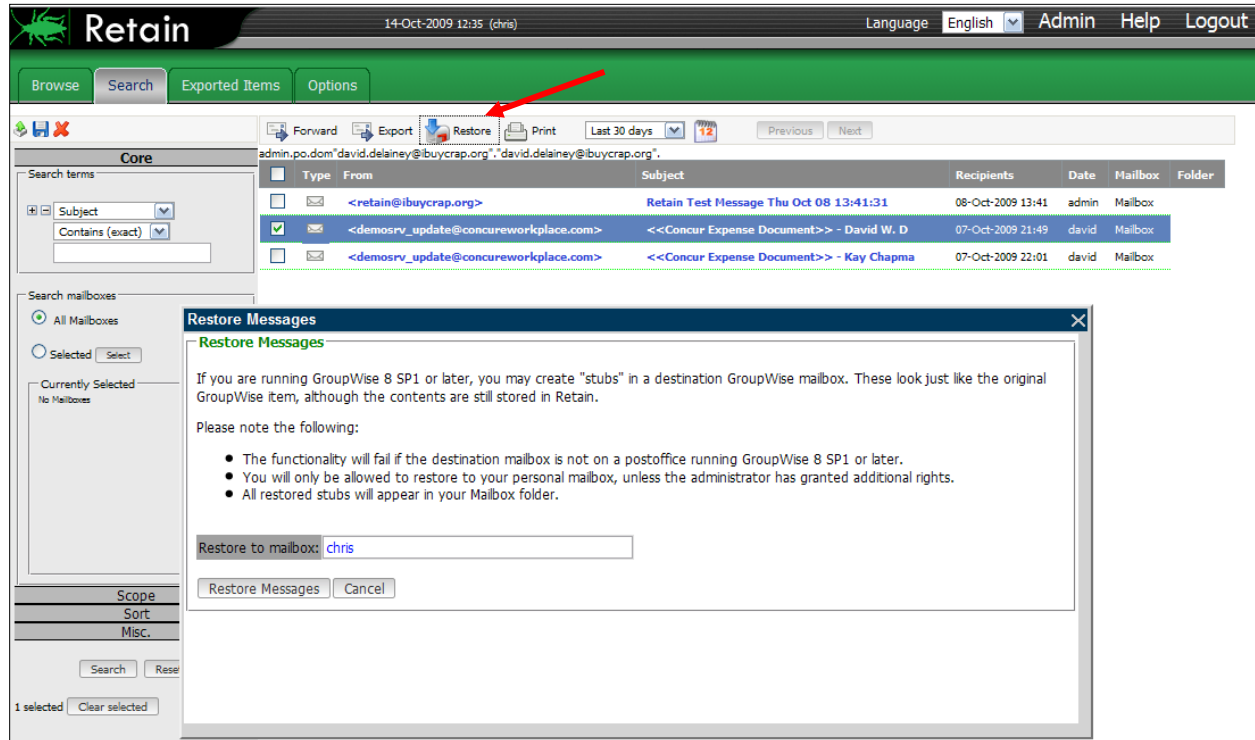 Retain
14-Oct-2009 12:35 (chris)
Language English Admin Help Logout
Browse Search Exported Items Options
Forward Export Restore Print Last 30 days 12 Previous Next
admin.po.dom"david.delainey@ibuycrap.org"."david.delainey@ibuycrap.org".
Core
Search terms
Subject
Contains (exact)
Search mailboxes
All Mailboxes
Selected Select
Currently Selected
No Mailboxes
Scope
Sort
Misc.
Search Rese
1 selected Clear selected
Type From Subject Recipients Date Mailbox Folder
<retain@ibuycrap.org> Retain Test Message Thu Oct 08 13:41:31 08-Oct-2009 13:41 admin Mailbox
<demosrv_update@concureworkplace.com> <<Concur Expense Document>> - David W. D 07-Oct-2009 21:49 david Mailbox
<demosrv_update@concureworkplace.com> <<Concur Expense Document>> - Kay Chapma 07-Oct-2009 22:01 david Mailbox
Restore Messages
Restore Messages
If you are running GroupWise 8 SP1 or later, you may create "stubs" in a destination GroupWise mailbox. These look just like the original
GroupWise item, although the contents are still stored in Retain.
Please note the following:
● The functionality will fail if the destination mailbox is not on a postoffice running GroupWise 8 SP1 or later.
● You will only be allowed to restore to your personal mailbox, unless the administrator has granted additional rights.
● All restored stubs will appear in your Mailbox folder.
Restore to mailbox: chris
Restore Messages Cancel